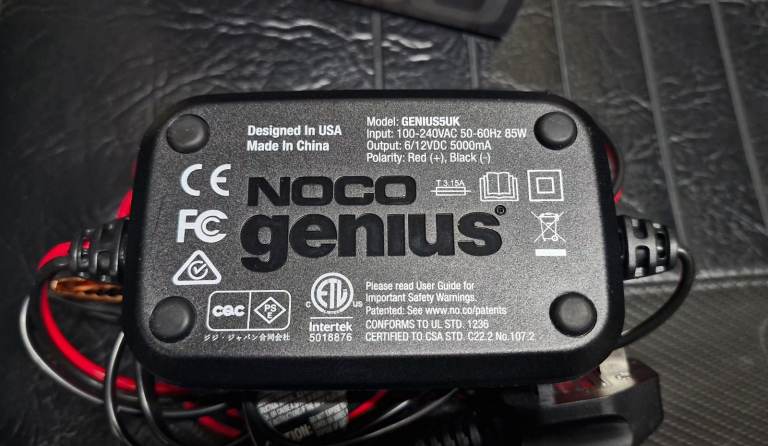 Designed In USA
Made In China
Model: GENIUS5UK
Input: 100-240VAC 50-60Hz 85W
Output: 6/12VDC 5000mA
Polarity: Red (+), Black (-)
CE
FC
NOCO
genius®
T 3.15A
CQC
PSE
ジジ・ジャパン合同会社
c ETL us
Intertek
5018876
Please read User Guide for
Important Safety Warnings.
Patented: See www.no.co/patents
CONFORMS TO UL STD. 1236
CERTIFIED TO CSA STD. C22.2 No.107.2